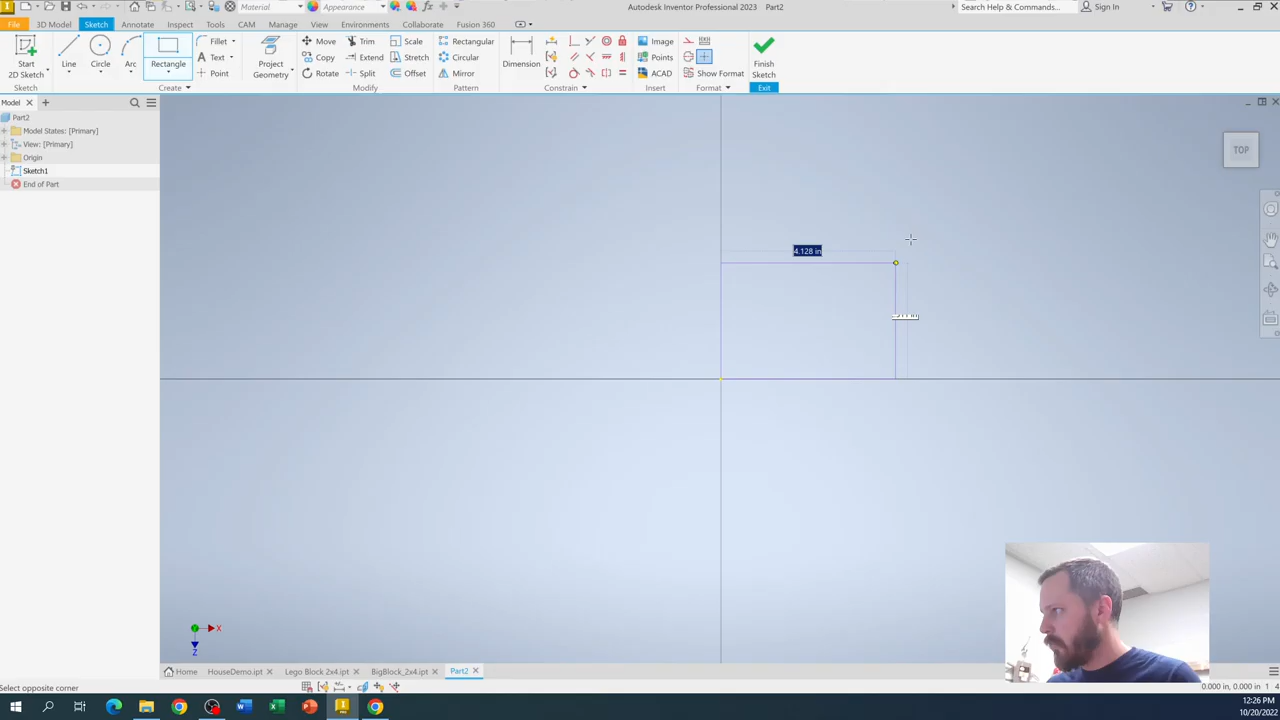 Material
Appearance
Autodesk Inventor Professional 2023 Part2
Search Help & Commands...
Sign In
File 3D Model Sketch Annotate Inspect Tools CAM Manage View Environments Collaborate Fusion 360
Start 2D Sketch
Line
Circle
Arc
Rectangle
Fillet
Text
Point
Project Geometry
Move
Copy
Rotate
Trim
Extend
Split
Scale
Stretch
Offset
Rectangular
Circular
Mirror
Dimension
Image
Points
ACAD
Show Format
Finish Sketch
Sketch Create Modify Pattern Constrain Insert Format Exit
Model
Part2
Model States: [Primary]
View: [Primary]
Origin
Sketch1
End of Part
TOP
4.128 in
X
Z
Home HouseDemo.ipt Lego Block 2x4.ipt BigBlock_2x4.ipt Part2
Select opposite corner
0.000 in, 0.000 in 1 4
12:26 PM
10/20/2022